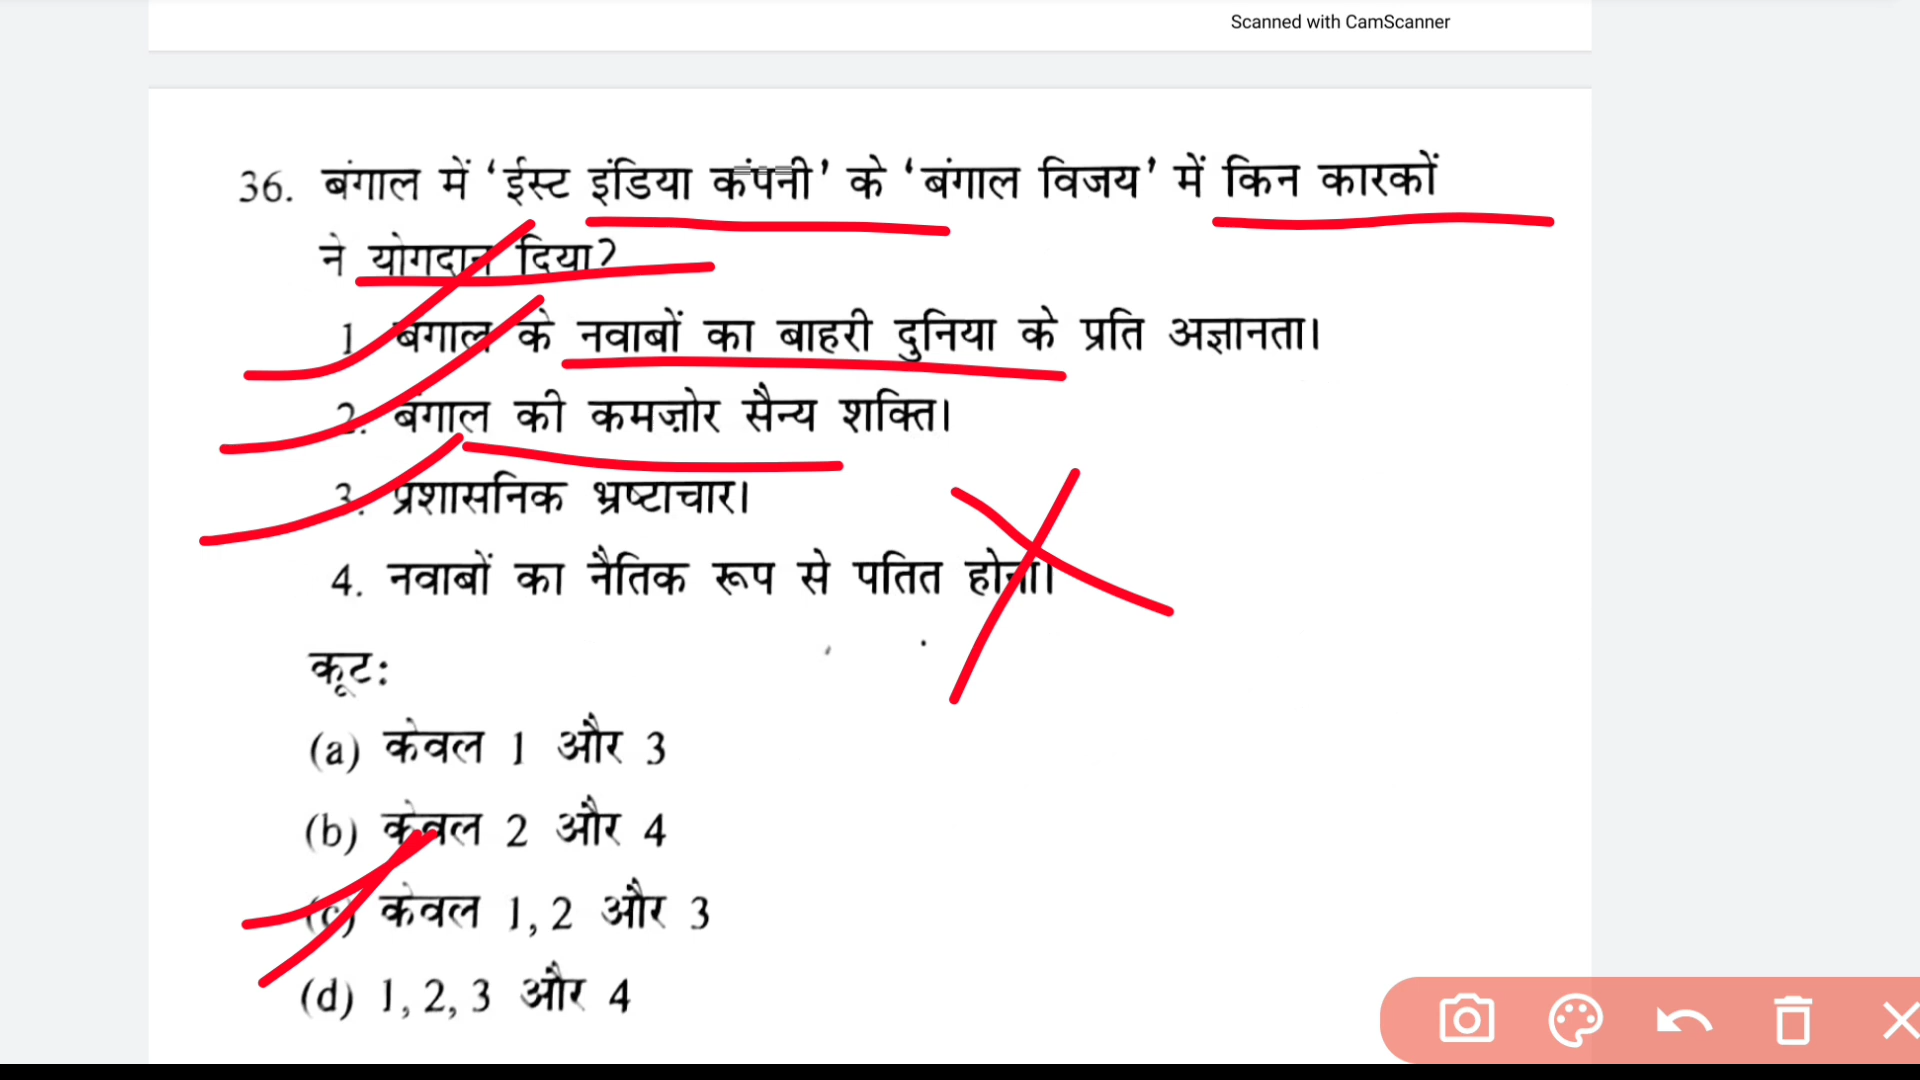 Scanned with CamScanner
36. बंगाल में ‘ईस्ट इंडिया कंपनी’ के ‘बंगाल विजय’ में किन कारकों
ने योगदान दिया?
1. बंगाल के नवाबों का बाहरी दुनिया के प्रति अज्ञानता।
2. बंगाल की कमज़ोर सैन्य शक्ति।
3. प्रशासनिक भ्रष्टाचार।
4. नवाबों का नैतिक रूप से पतित होना।
कूटः
(a) केवल 1 और 3
(b) केवल 2 और 4
(c) केवल 1, 2 और 3
(d) 1, 2, 3 और 4